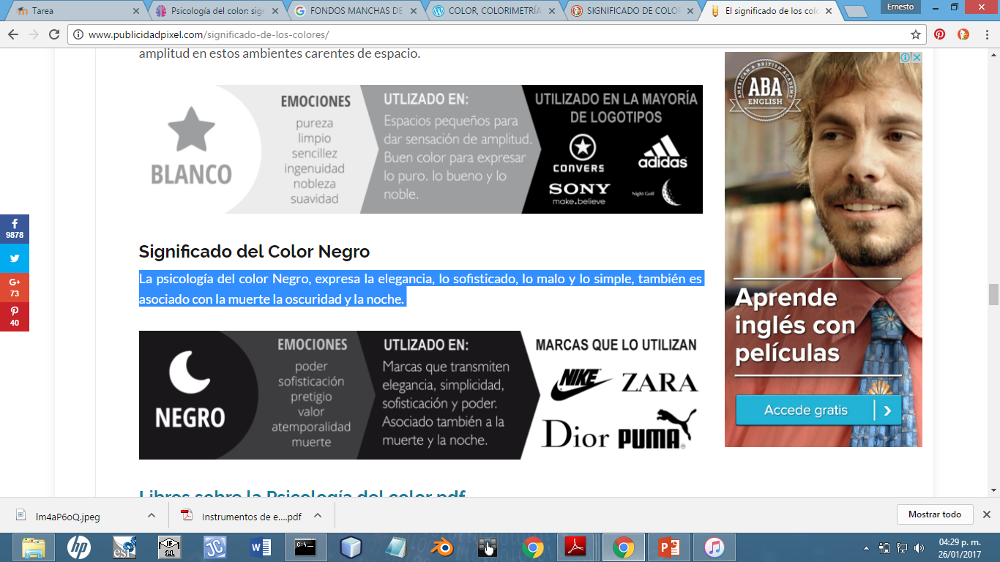 Tarea
Psicología del color: sign
FONDOS MANCHAS DE
COLOR, COLORIMETRÍA
SIGNIFICADO DE COLOR
El significado de los colo
Ernesto
www.publicidadpixel.com/significado-de-los-colores/
amplitud en estos ambientes carentes de espacio.
BLANCO
EMOCIONES
pureza
limpio
sencillez
ingenuidad
nobleza
suavidad
UTLIZADO EN:
Espacios pequeños para
dar sensación de amplitud.
Buen color para expresar
lo puro. lo bueno y lo
noble.
UTILIZADO EN LA MAYORÍA
DE LOGOTIPOS
CONVERS
adidas
SONY
make.believe
Night Golf
9878
G+
73
40
Significado del Color Negro
La psicología del color Negro, expresa la elegancia, lo sofisticado, lo malo y lo simple, también es
asociado con la muerte la oscuridad y la noche.
NEGRO
EMOCIONES
poder
sofisticación
pretigio
valor
atemporalidad
muerte
UTLIZADO EN:
Marcas que transmiten
elegancia, simplicidad,
sofisticación y poder.
Asociado también a la
muerte y la noche.
MARCAS QUE LO UTILIZAN
NIKE
ZARA
Dior
PUMA
Libros sobre la Psicología del color pdf
AMERICAN & BRITISH ACADEMY
ABA
ENGLISH
Aprende
inglés con
películas
Accede gratis
Im4aP6oQ.jpeg
Instrumentos de e....pdf
Mostrar todo
04:29 p. m.
26/01/2017